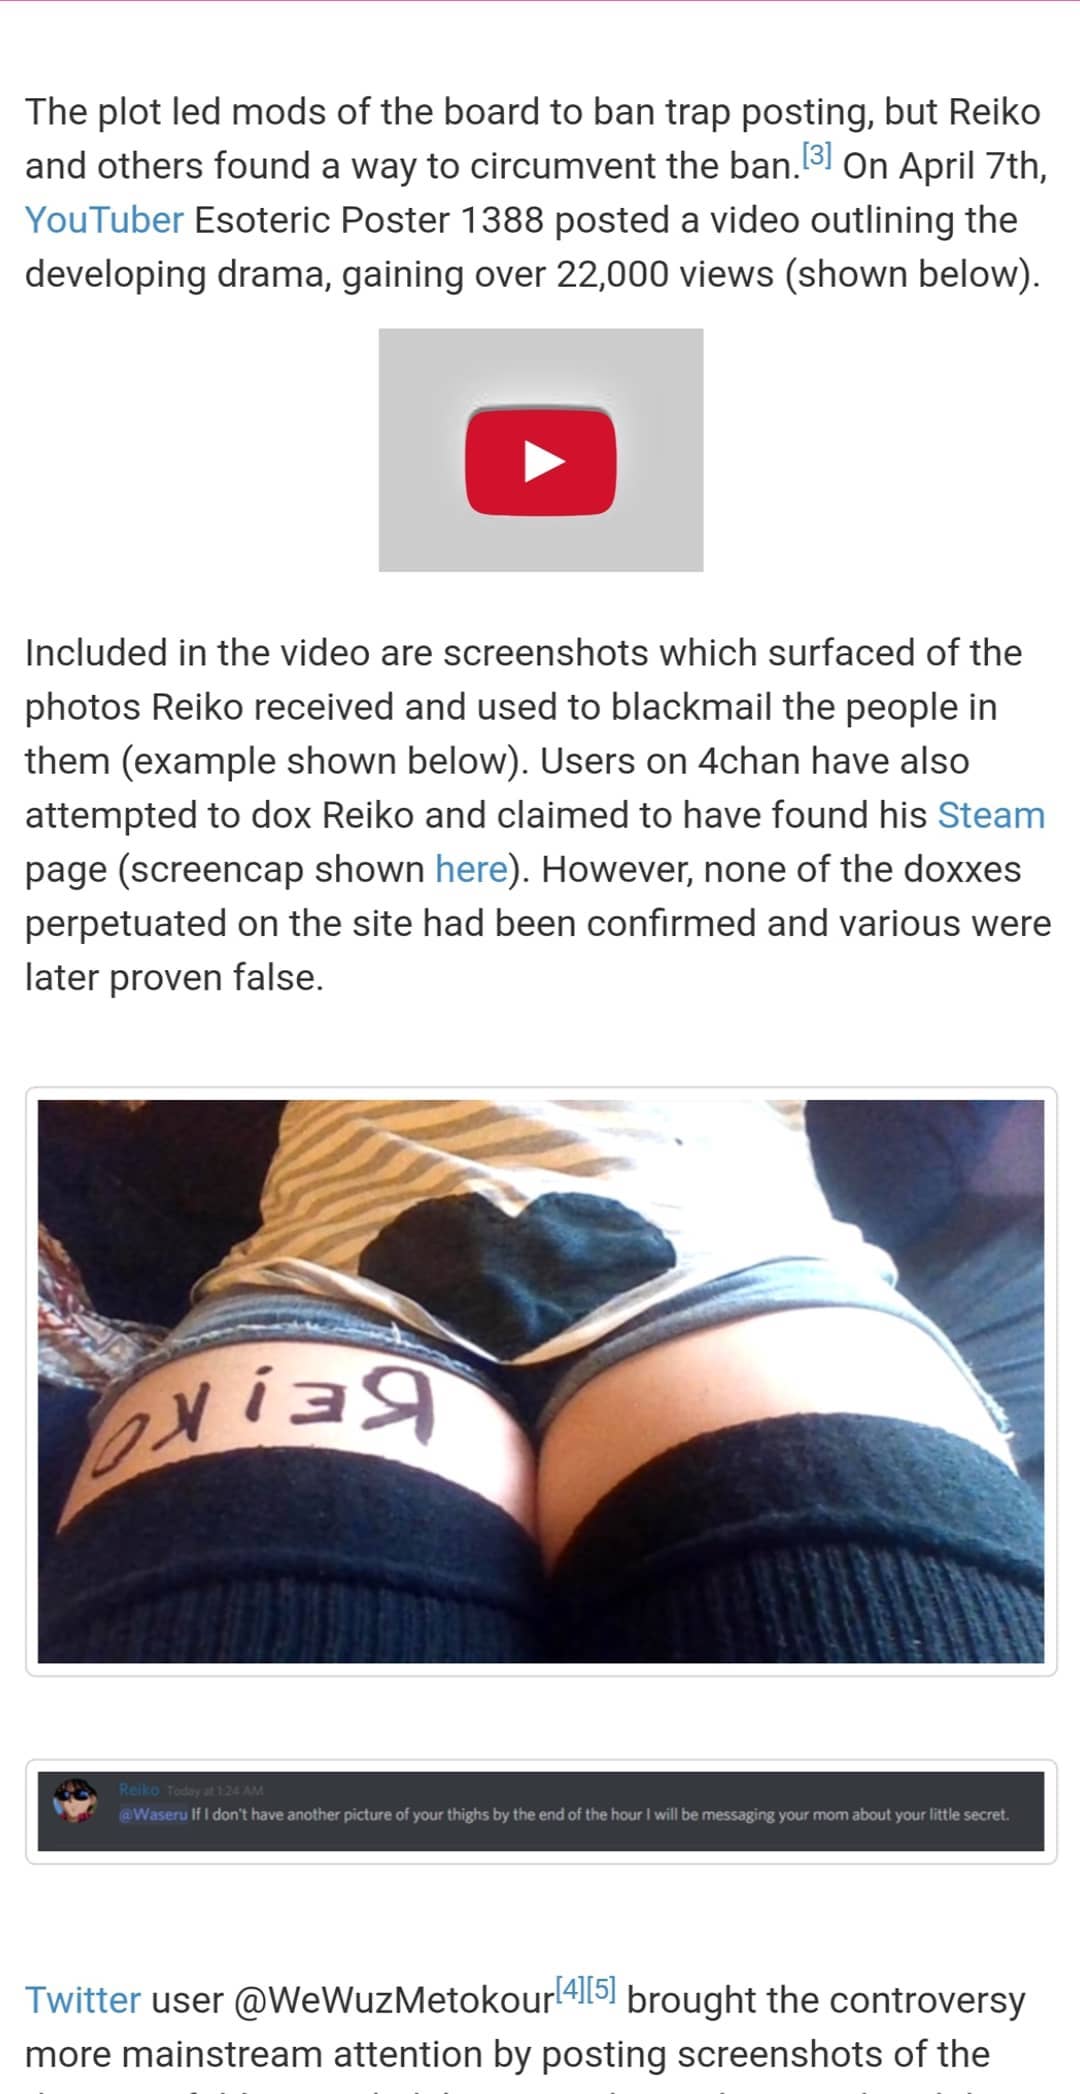 The plot led mods of the board to ban trap posting, but Reiko
and others found a way to circumvent the ban.[3] On April 7th,
YouTuber Esoteric Poster 1388 posted a video outlining the
developing drama, gaining over 22,000 views (shown below).
Included in the video are screenshots which surfaced of the
photos Reiko received and used to blackmail the people in
them (example shown below). Users on 4chan have also
attempted to dox Reiko and claimed to have found his Steam
page (screencap shown here). However, none of the doxxes
perpetuated on the site had been confirmed and various were
later proven false.
Reiko
Reiko Today at 1:24 AM
@Waseru If I don't have another picture of your thighs by the end of the hour I will be messaging your mom about your little secret.
Twitter user @WeWuzMetokour[4][5] brought the controversy
more mainstream attention by posting screenshots of the